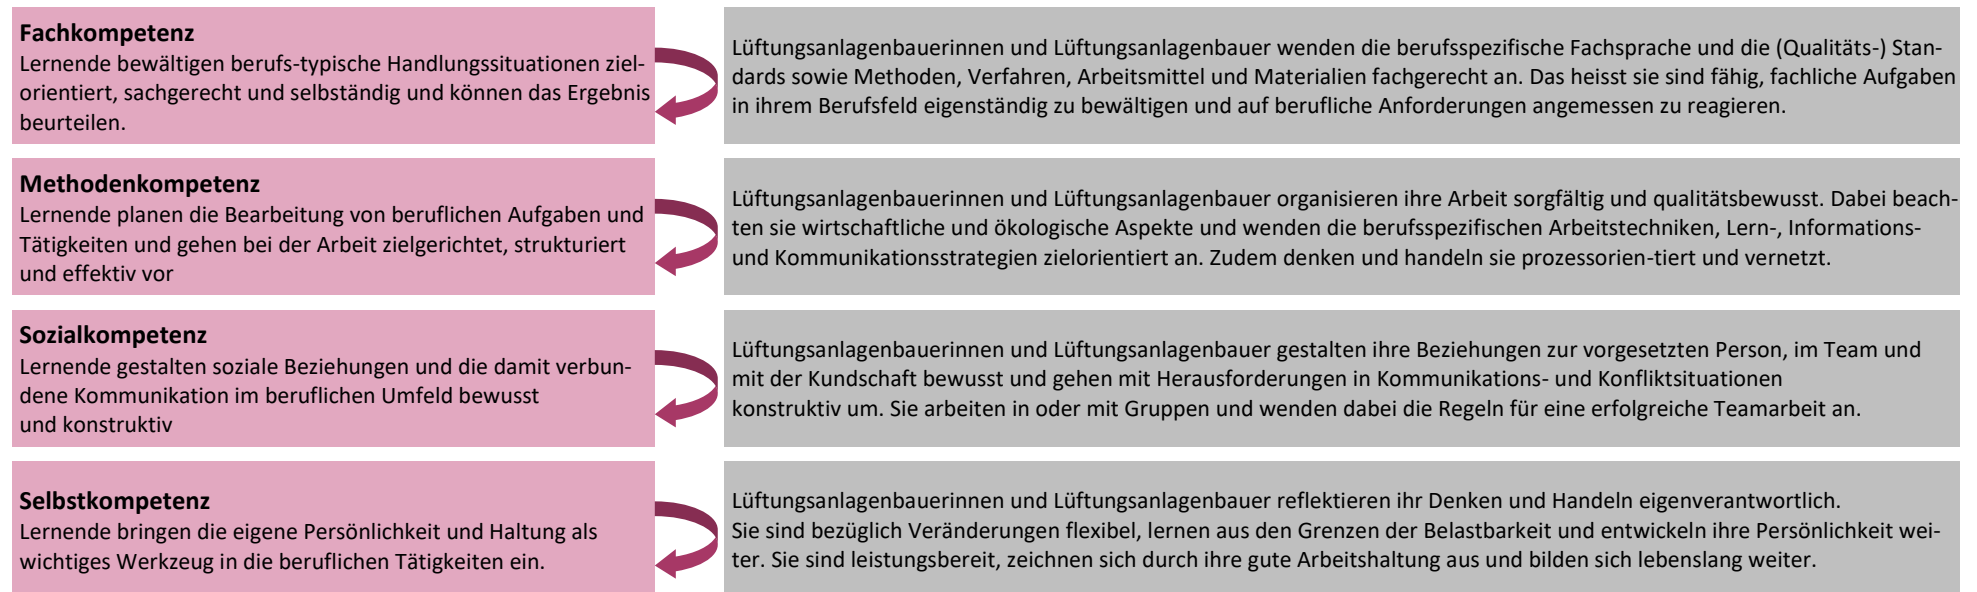 Fachkompetenz
Lernende bewältigen berufs-typische Handlungssituationen ziel-
orientiert, sachgerecht und selbständig und können das Ergebnis
beurteilen.
Lüftungsanlagenbauerinnen und Lüftungsanlagenbauer wenden die berufsspezifische Fachsprache und die (Qualitäts-) Stan-
dards sowie Methoden, Verfahren, Arbeitsmittel und Materialien fachgerecht an. Das heisst sie sind fähig, fachliche Aufgaben
in ihrem Berufsfeld eigenständig zu bewältigen und auf berufliche Anforderungen angemessen zu reagieren.
Methodenkompetenz
Lernende planen die Bearbeitung von beruflichen Aufgaben und
Tätigkeiten und gehen bei der Arbeit zielgerichtet, strukturiert
und effektiv vor
Lüftungsanlagenbauerinnen und Lüftungsanlagenbauer organisieren ihre Arbeit sorgfältig und qualitätsbewusst. Dabei beach-
ten sie wirtschaftliche und ökologische Aspekte und wenden die berufsspezifischen Arbeitstechniken, Lern-, Informations-
und Kommunikationsstrategien zielorientiert an. Zudem denken und handeln sie prozessorien-tiert und vernetzt.
Sozialkompetenz
Lernende gestalten soziale Beziehungen und die damit verbun-
dene Kommunikation im beruflichen Umfeld bewusst
und konstruktiv
Lüftungsanlagenbauerinnen und Lüftungsanlagenbauer gestalten ihre Beziehungen zur vorgesetzten Person, im Team und
mit der Kundschaft bewusst und gehen mit Herausforderungen in Kommunikations- und Konfliktsituationen
konstruktiv um. Sie arbeiten in oder mit Gruppen und wenden dabei die Regeln für eine erfolgreiche Teamarbeit an.
Selbstkompetenz
Lernende bringen die eigene Persönlichkeit und Haltung als
wichtiges Werkzeug in die beruflichen Tätigkeiten ein.
Lüftungsanlagenbauerinnen und Lüftungsanlagenbauer reflektieren ihr Denken und Handeln eigenverantwortlich.
Sie sind bezüglich Veränderungen flexibel, lernen aus den Grenzen der Belastbarkeit und entwickeln ihre Persönlichkeit wei-
ter. Sie sind leistungsbereit, zeichnen sich durch ihre gute Arbeitshaltung aus und bilden sich lebenslang weiter.